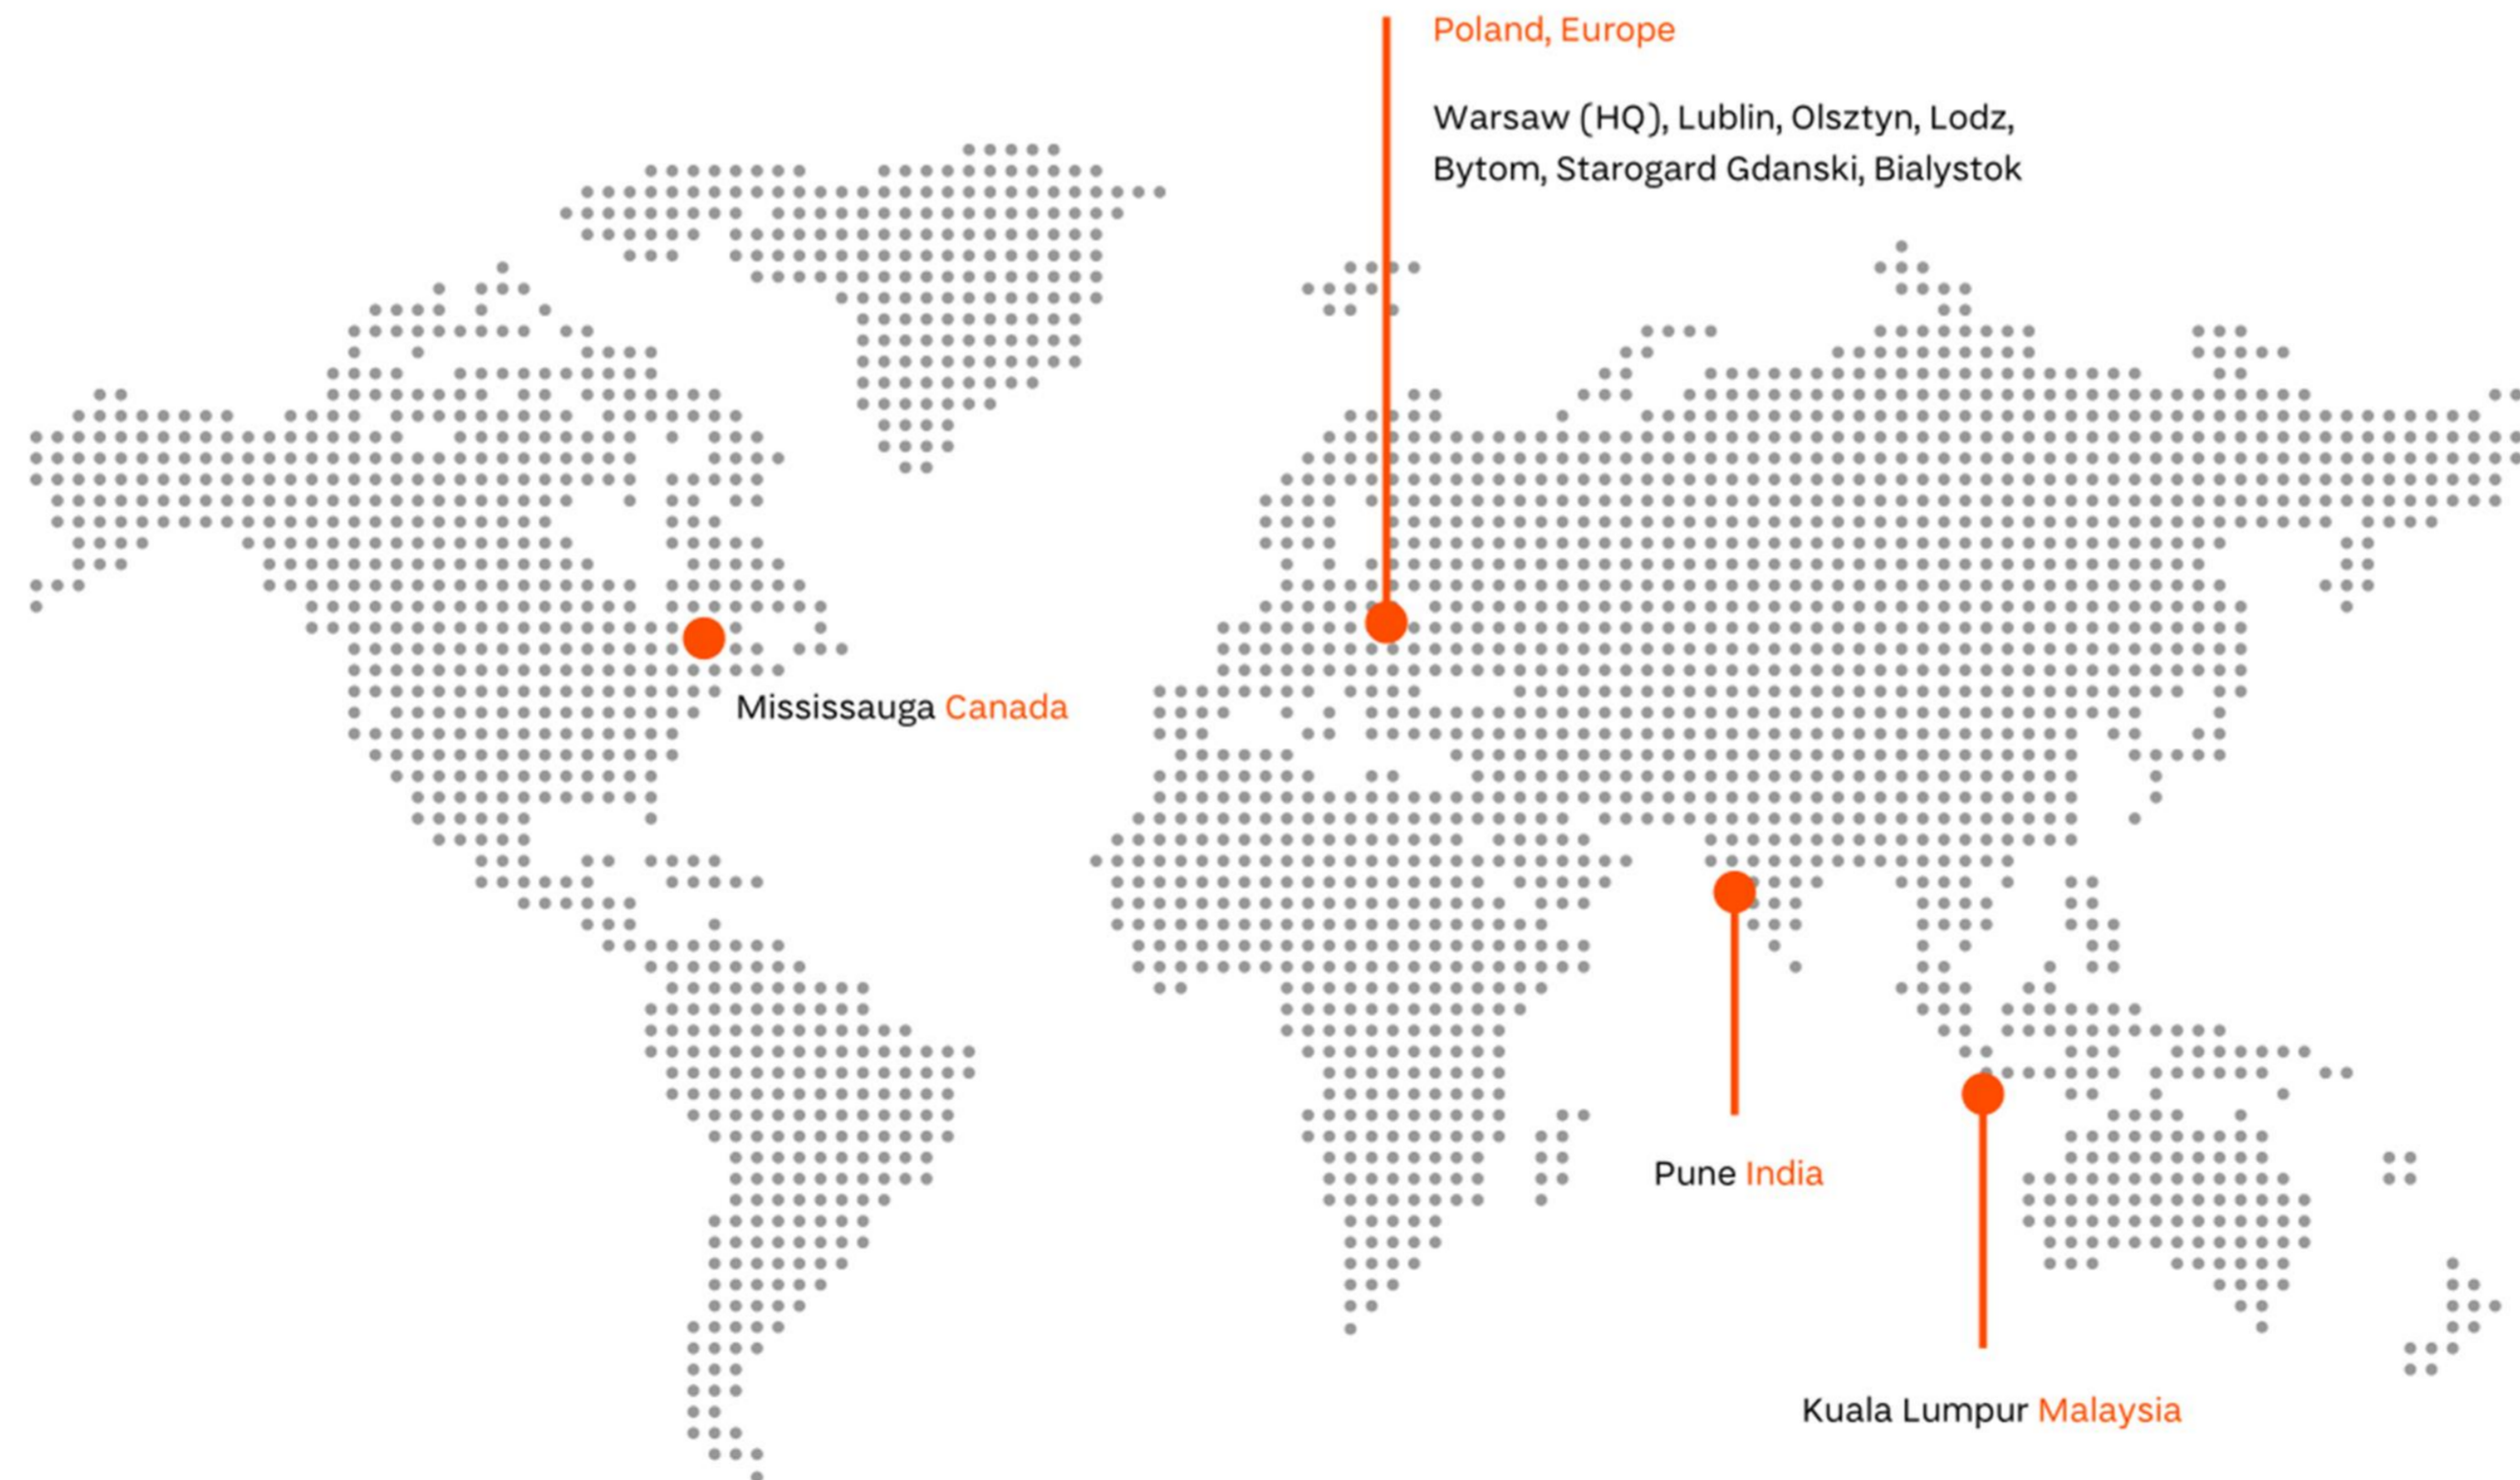 Poland, Europe
Warsaw (HQ), Lublin, Olsztyn, Lodz,
Bytom, Starogard Gdanski, Bialystok
Mississauga Canada
Pune India
Kuala Lumpur Malaysia